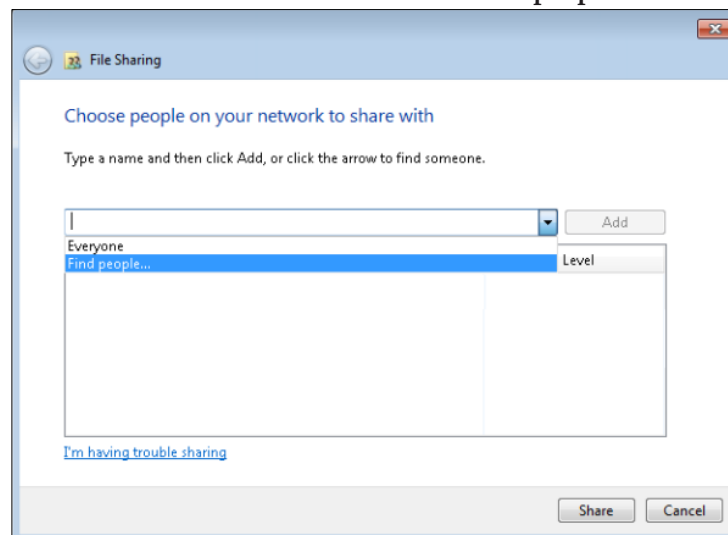 File Sharing
Choose people on your network to share with
Type a name and then click Add, or click the arrow to find someone.
Add
Everyone
Find people...
Level
I'm having trouble sharing
Share Cancel